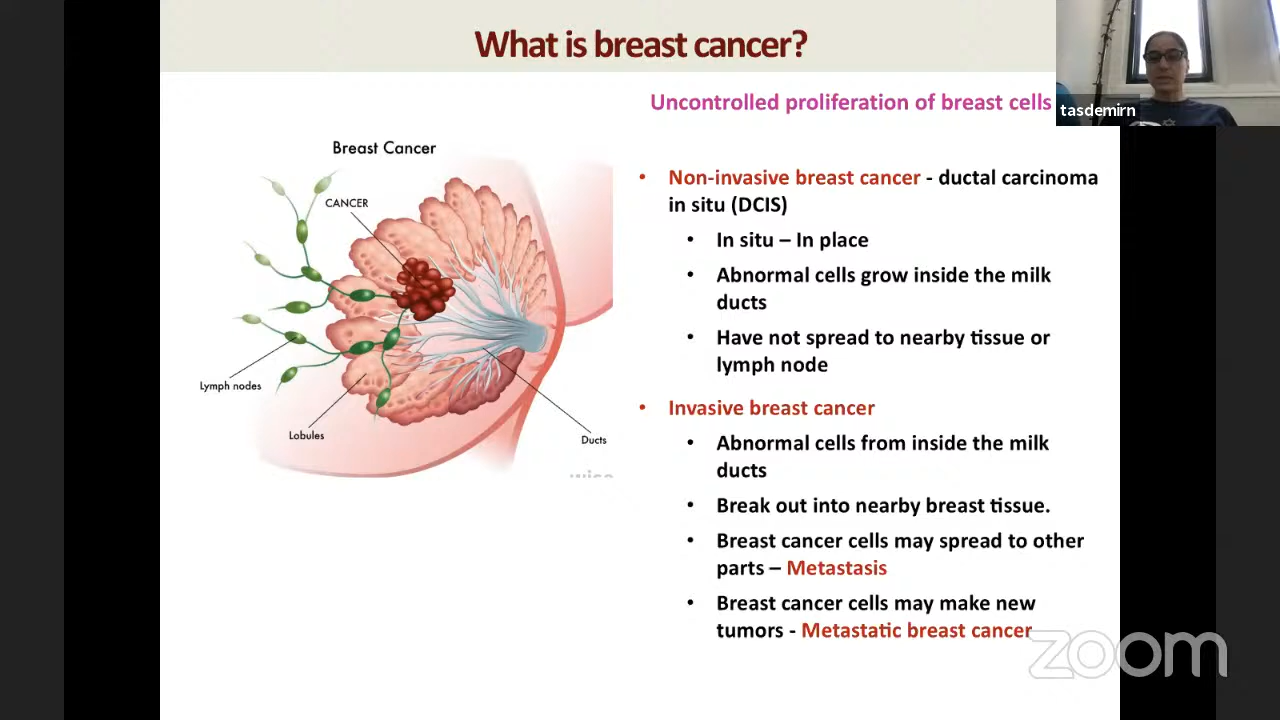 What is breast cancer?
tasdemirn
Uncontrolled proliferation of breast cells
Breast Cancer
CANCER
Lymph nodes
Lobules
Ducts
• Non-invasive breast cancer - ductal carcinoma
in situ (DCIS)
• In situ – In place
• Abnormal cells grow inside the milk
ducts
• Have not spread to nearby tissue or
lymph node
• Invasive breast cancer
• Abnormal cells from inside the milk
ducts
• Break out into nearby breast tissue.
• Breast cancer cells may spread to other
parts – Metastasis
• Breast cancer cells may make new
tumors - Metastatic breast cancer
zoom